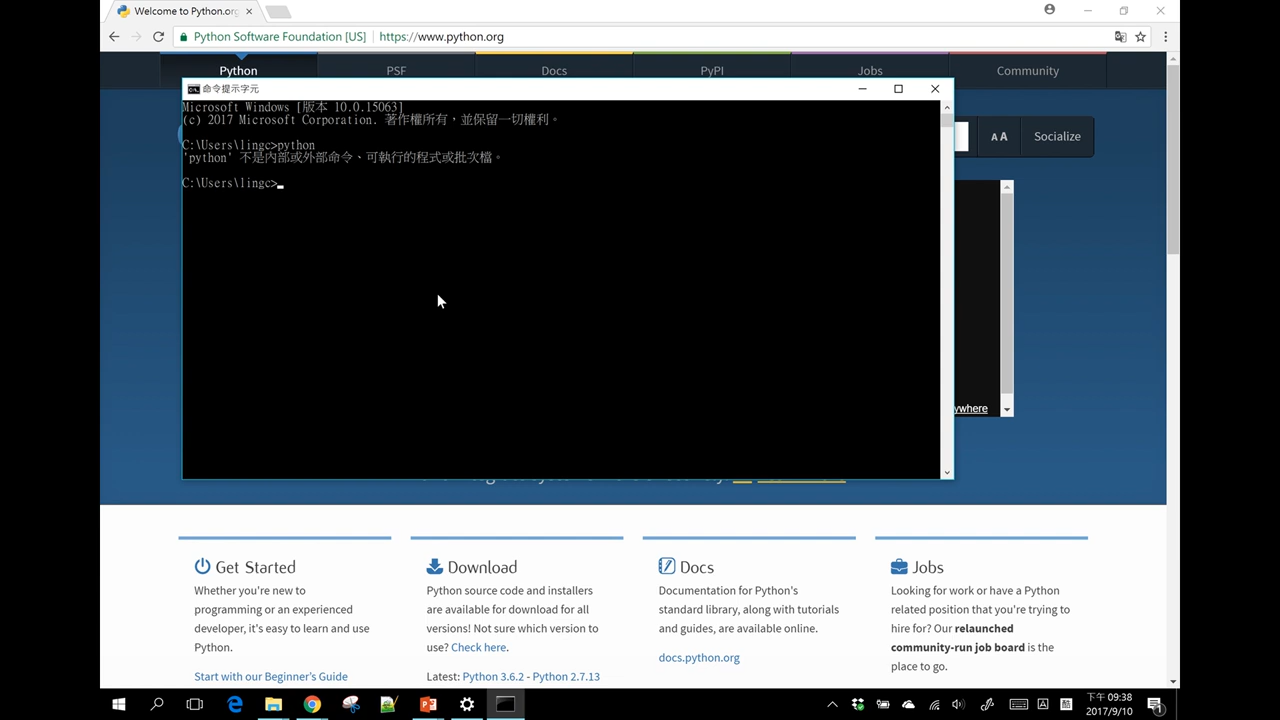 Welcome to Python.org
Python Software Foundation [US]
https://www.python.org
Python
PSF
Docs
PyPI
Jobs
Community
命令提示字元
Microsoft Windows [版本 10.0.15063]
(c) 2017 Microsoft Corporation. 著作權所有，並保留一切權利。
C:\Users\lingc>python
'python' 不是內部或外部命令、可執行的程式或批次檔。
C:\Users\lingc>
A A
Socialize
ywhere
Get Started
Whether you're new to
programming or an experienced
developer, it's easy to learn and use
Python.
Start with our Beginner's Guide
Download
Python source code and installers
are available for download for all
versions! Not sure which version to
use? Check here.
Latest: Python 3.6.2 - Python 2.7.13
Docs
Documentation for Python's
standard library, along with tutorials
and guides, are available online.
docs.python.org
Jobs
Looking for work or have a Python
related position that you're trying to
hire for? Our relaunched
community-run job board is the
place to go.
下午 09:38
2017/9/10